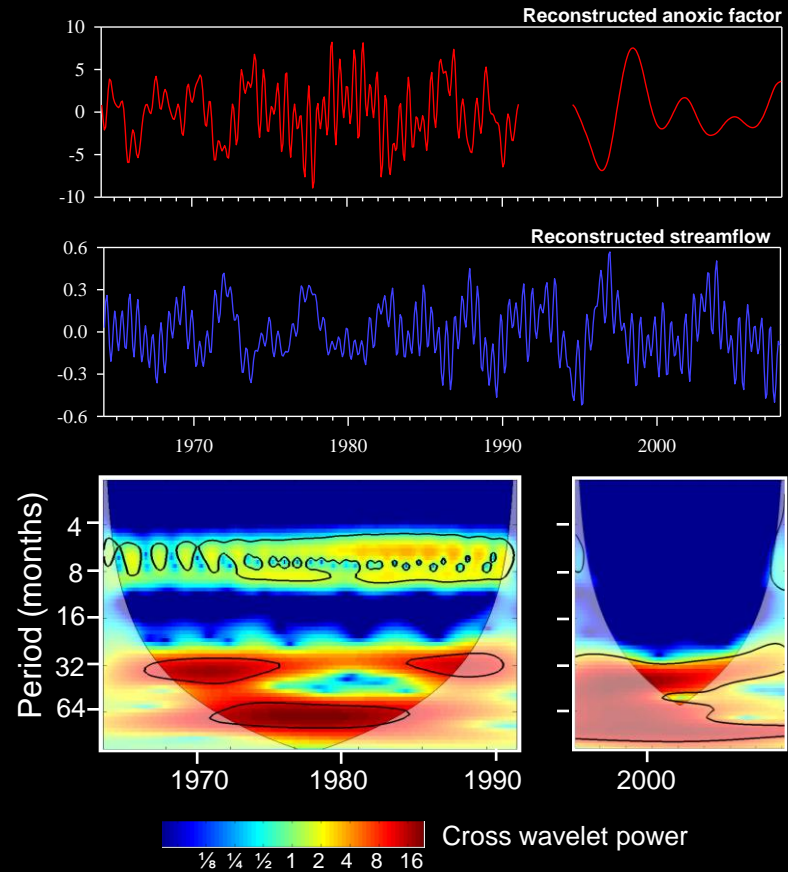 Reconstructed anoxic factor
10
5
0
-5
-10
Reconstructed streamflow
0.6
0.3
0.0
-0.3
-0.6
1970 1980 1990 2000
Period (months)
4
8
16
32
64
1970 1980 1990 2000
⅛ ¼ ½ 1 2 4 8 16 Cross wavelet power